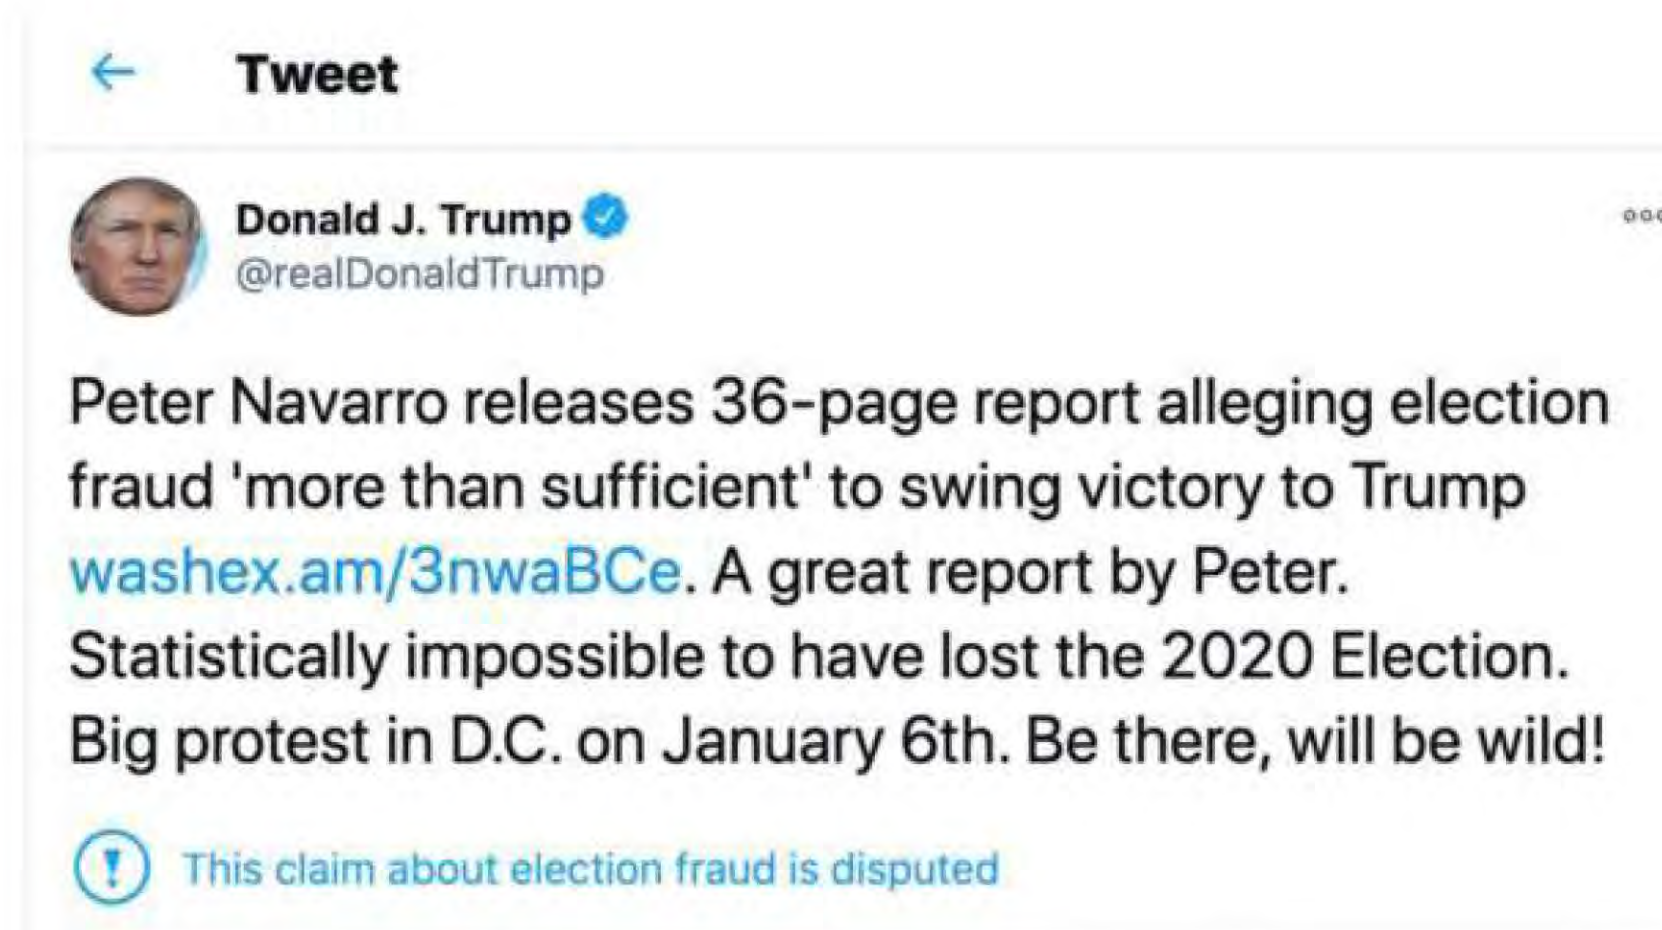 Tweet
Donald J. Trump
@realDonaldTrump
Peter Navarro releases 36-page report alleging election
fraud 'more than sufficient' to swing victory to Trump
washex.am/3nwaBCe. A great report by Peter.
Statistically impossible to have lost the 2020 Election.
Big protest in D.C. on January 6th. Be there, will be wild!
This claim about election fraud is disputed